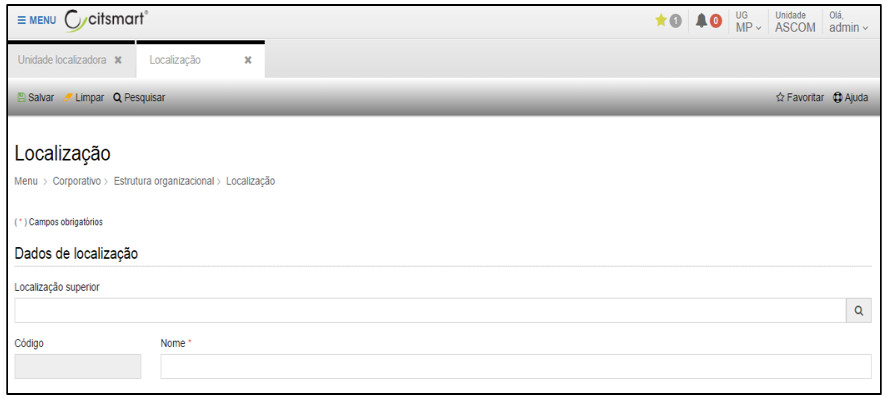 MENU citsmart® 1 0 UG MP Unidade ASCOM Olá, admin
Unidade localizadora x Localização x
Salvar Limpar Pesquisar Favoritar Ajuda
Localização
Menu > Corporativo > Estrutura organizacional > Localização
( * ) Campos obrigatórios
Dados de localização
Localização superior
Código Nome *